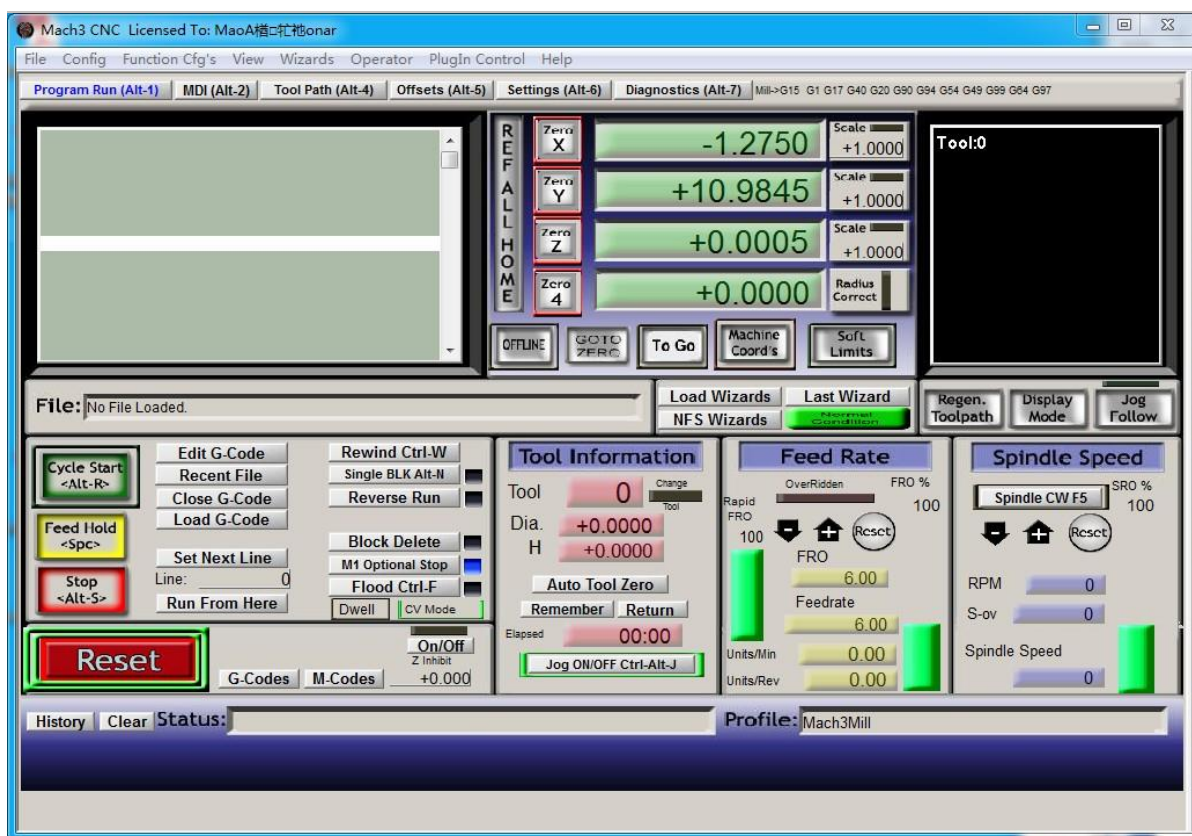 Mach3 CNC Licensed To: MaoA楢□牤祂onar
File Config Function Cfg's View Wizards Operator PlugIn Control Help
Program Run (Alt-1) MDI (Alt-2) Tool Path (Alt-4) Offsets (Alt-5) Settings (Alt-6) Diagnostics (Alt-7) Mill->G15 G1 G17 G40 G20 G90 G94 G54 G49 G99 G64 G97
REF ALL HOME
Zero X -1.2750 Scale +1.0000
Zero Y +10.9845 Scale +1.0000
Zero Z +0.0005 Scale +1.0000
Zero 4 +0.0000 Radius Correct
OFFLINE GOTO ZERO To Go Machine Coord's Soft Limits
Tool:0
File: No File Loaded.
Load Wizards Last Wizard
NFS Wizards Normal Condition
Regen. Toolpath Display Mode Jog Follow
Cycle Start <Alt-R>
Feed Hold <Spc>
Stop <Alt-S>
Edit G-Code
Recent File
Close G-Code
Load G-Code
Set Next Line
Line: 0
Run From Here
Rewind Ctrl-W
Single BLK Alt-N
Reverse Run
Block Delete
M1 Optional Stop
Flood Ctrl-F
Dwell CV Mode
Reset
G-Codes M-Codes
On/Off
Z Inhibit
+0.000
Tool Information
Tool 0 Change Tool
Dia. +0.0000
H +0.0000
Auto Tool Zero
Remember Return
Elapsed 00:00
Jog ON/OFF Ctrl-Alt-J
Feed Rate
OverRidden FRO %
100
Rapid FRO
100
Reset
FRO
6.00
Feedrate
6.00
Units/Min 0.00
Units/Rev 0.00
Spindle Speed
Spindle CW F5 SRO %
100
Reset
RPM 0
S-ov 0
Spindle Speed
0
History Clear Status:
Profile: Mach3Mill